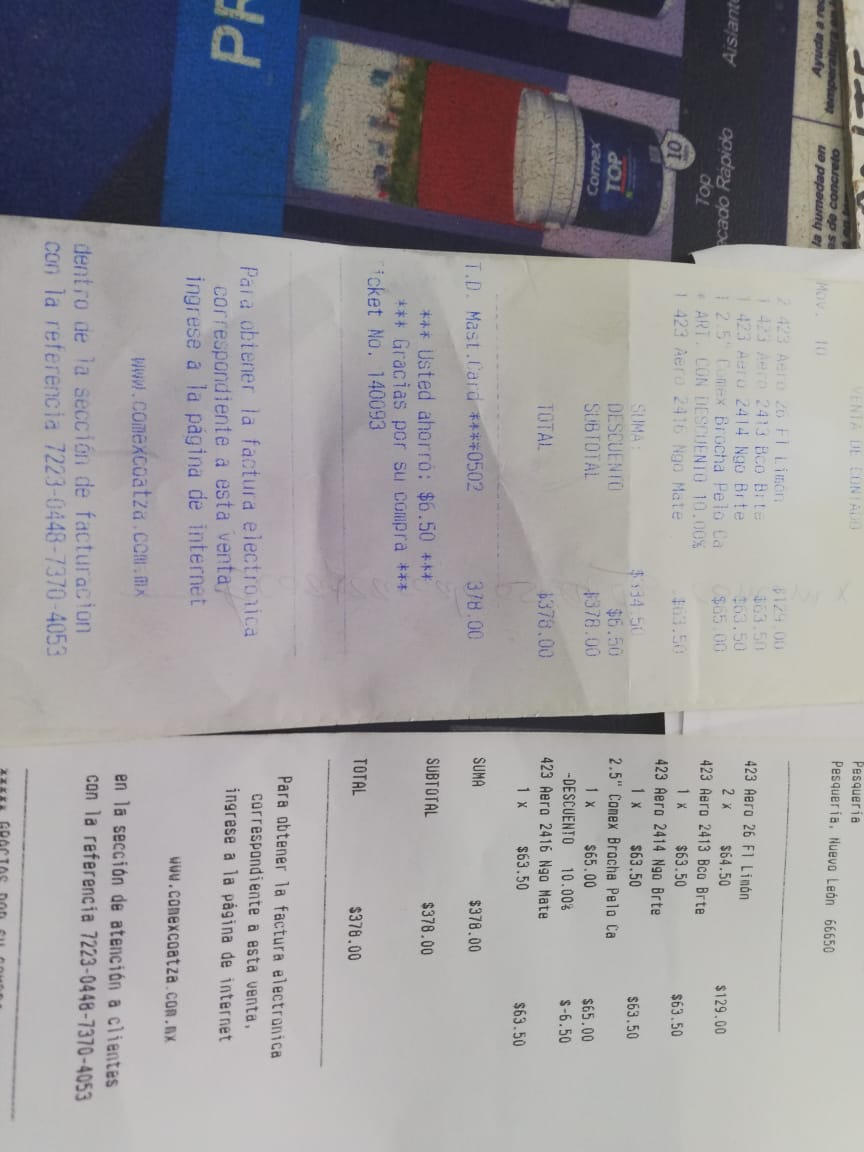 PR
Comex
TOP
10
Top
cado Rápido
Aislante
la humedad en
s de concreto
Ayuda a
temperatura
VENTA DE CONTADO
Mov. 10
2 423 Aero 26 Fl Limón $129.00
1 423 Aero 2413 Bco Brte $63.50
1 423 Aero 2414 Ngo Brte $63.50
1 2.5" Comex Brocha Pelo Ca $65.00
* ART. CON DESCUENTO 10.00%
1 423 Aero 2416 Ngo Mate $63.50
SUMA: $384.50
DESCUENTO $6.50
SUBTOTAL $378.00
TOTAL $378.00
T.D. Mast.Card ****0502 378.00
*** Usted ahorró: $6.50 ***
*** Gracias por su compra ***
icket No. 140093
Para obtener la factura electronica
correspondiente a esta venta,
ingrese a la página de internet
www.comexcoatza.com.mx
dentro de la sección de facturacion
con la referencia 7223-0448-7370-4053
Pesquería
Pesquería, Nuevo León 66650
423 Aero 26 Fl Limón
2 x $64.50 $129.00
423 Aero 2413 Bco Brte
1 x $63.50 $63.50
423 Aero 2414 Ngo Brte
1 x $63.50 $63.50
2.5" Comex Brocha Pelo Ca
1 x $65.00 $65.00
-DESCUENTO 10.00% $-6.50
423 Aero 2416 Ngo Mate
1 x $63.50 $63.50
SUMA $378.00
SUBTOTAL $378.00
TOTAL $378.00
Para obtener la factura electronica
correspondiente a esta venta,
ingrese a la página de internet
www.comexcoatza.com.mx
en la sección de atención a clientes
con la referencia 7223-0448-7370-4053
***** GRACIAS POR SU COMPRA